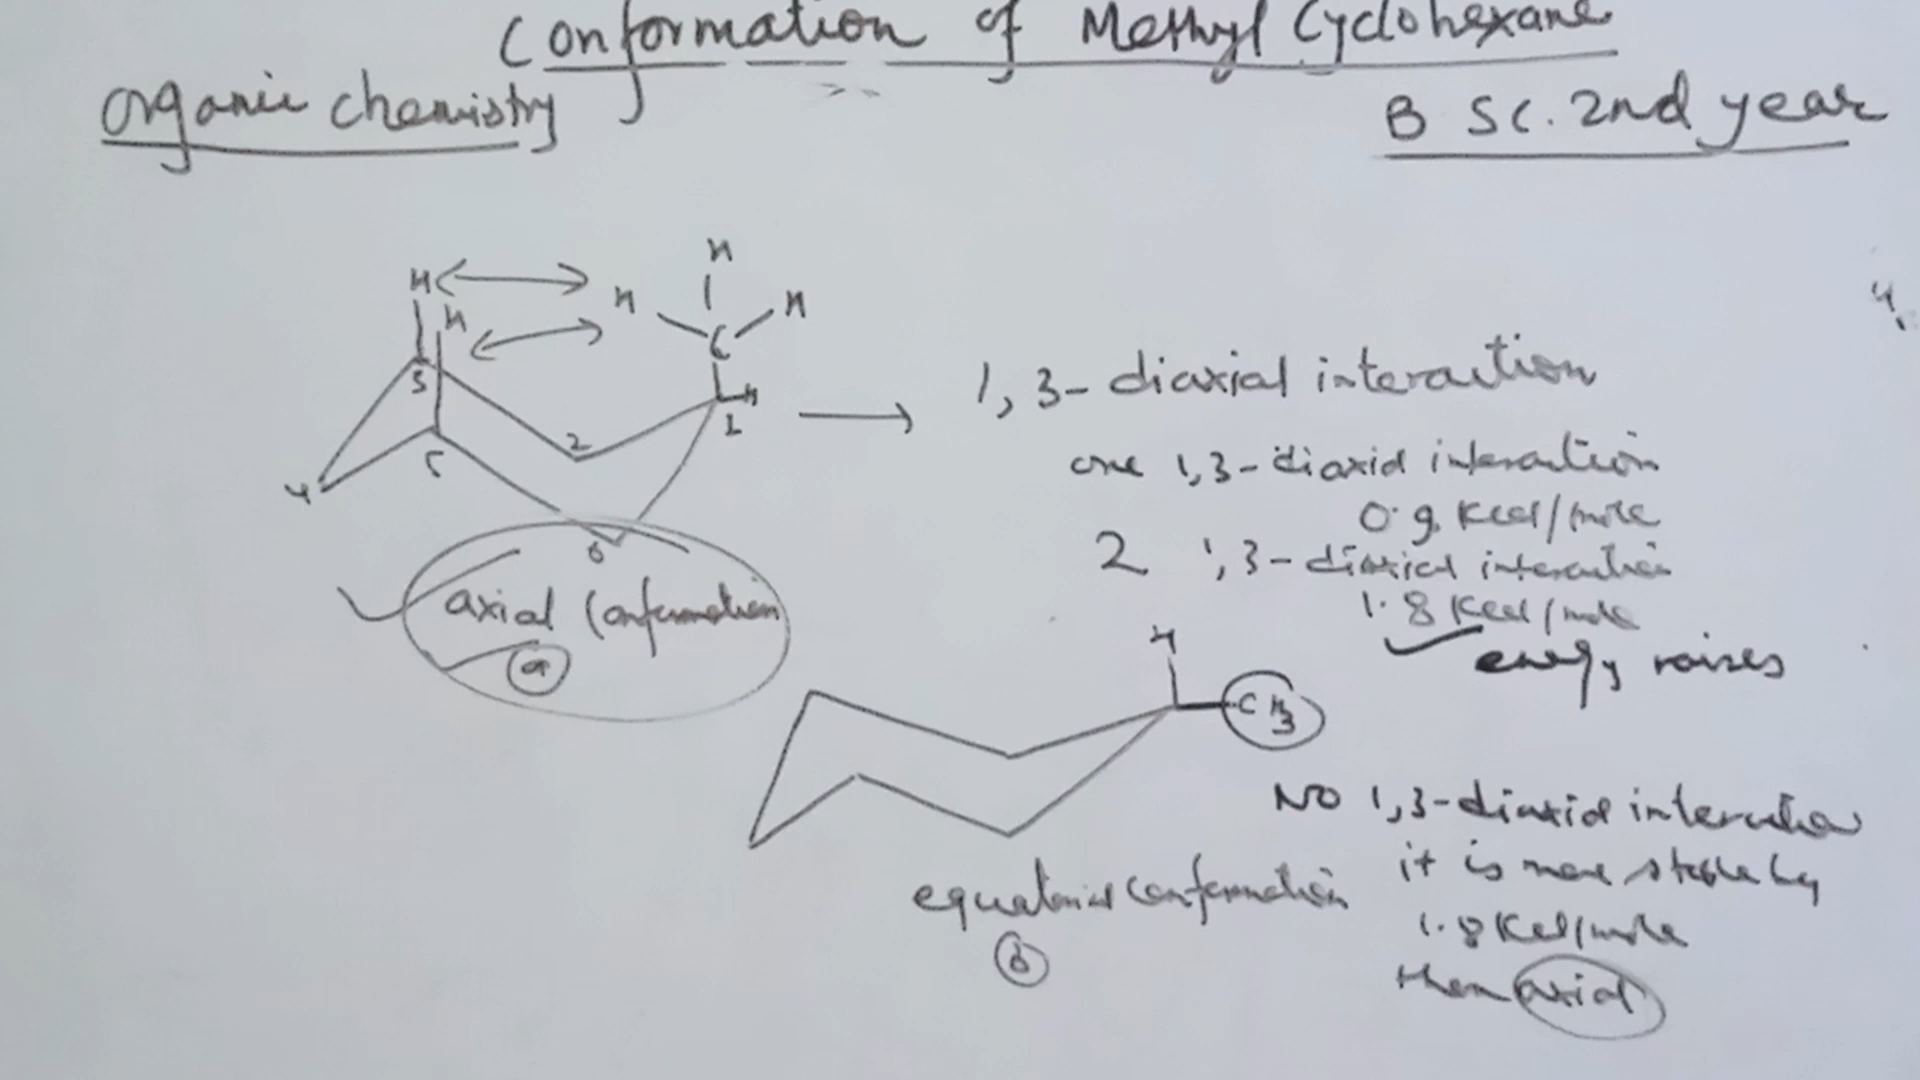 Conformation of Methyl Cyclohexane
Organic chemistry
B Sc. 2nd year
H
H
H
H
H
C
H
1
2
3
4
5
6
axial Conformation
a
1, 3-diaxial interaction
one 1,3-diaxial interaction
0.9 Kcal/mole
2 1,3-diaxial interaction
1.8 Kcal/mole
energy raises
H
CH3
NO 1,3-diaxial interaction
it is more stable by
1.8 Kcal/mole
then axial
equatorial conformation
b